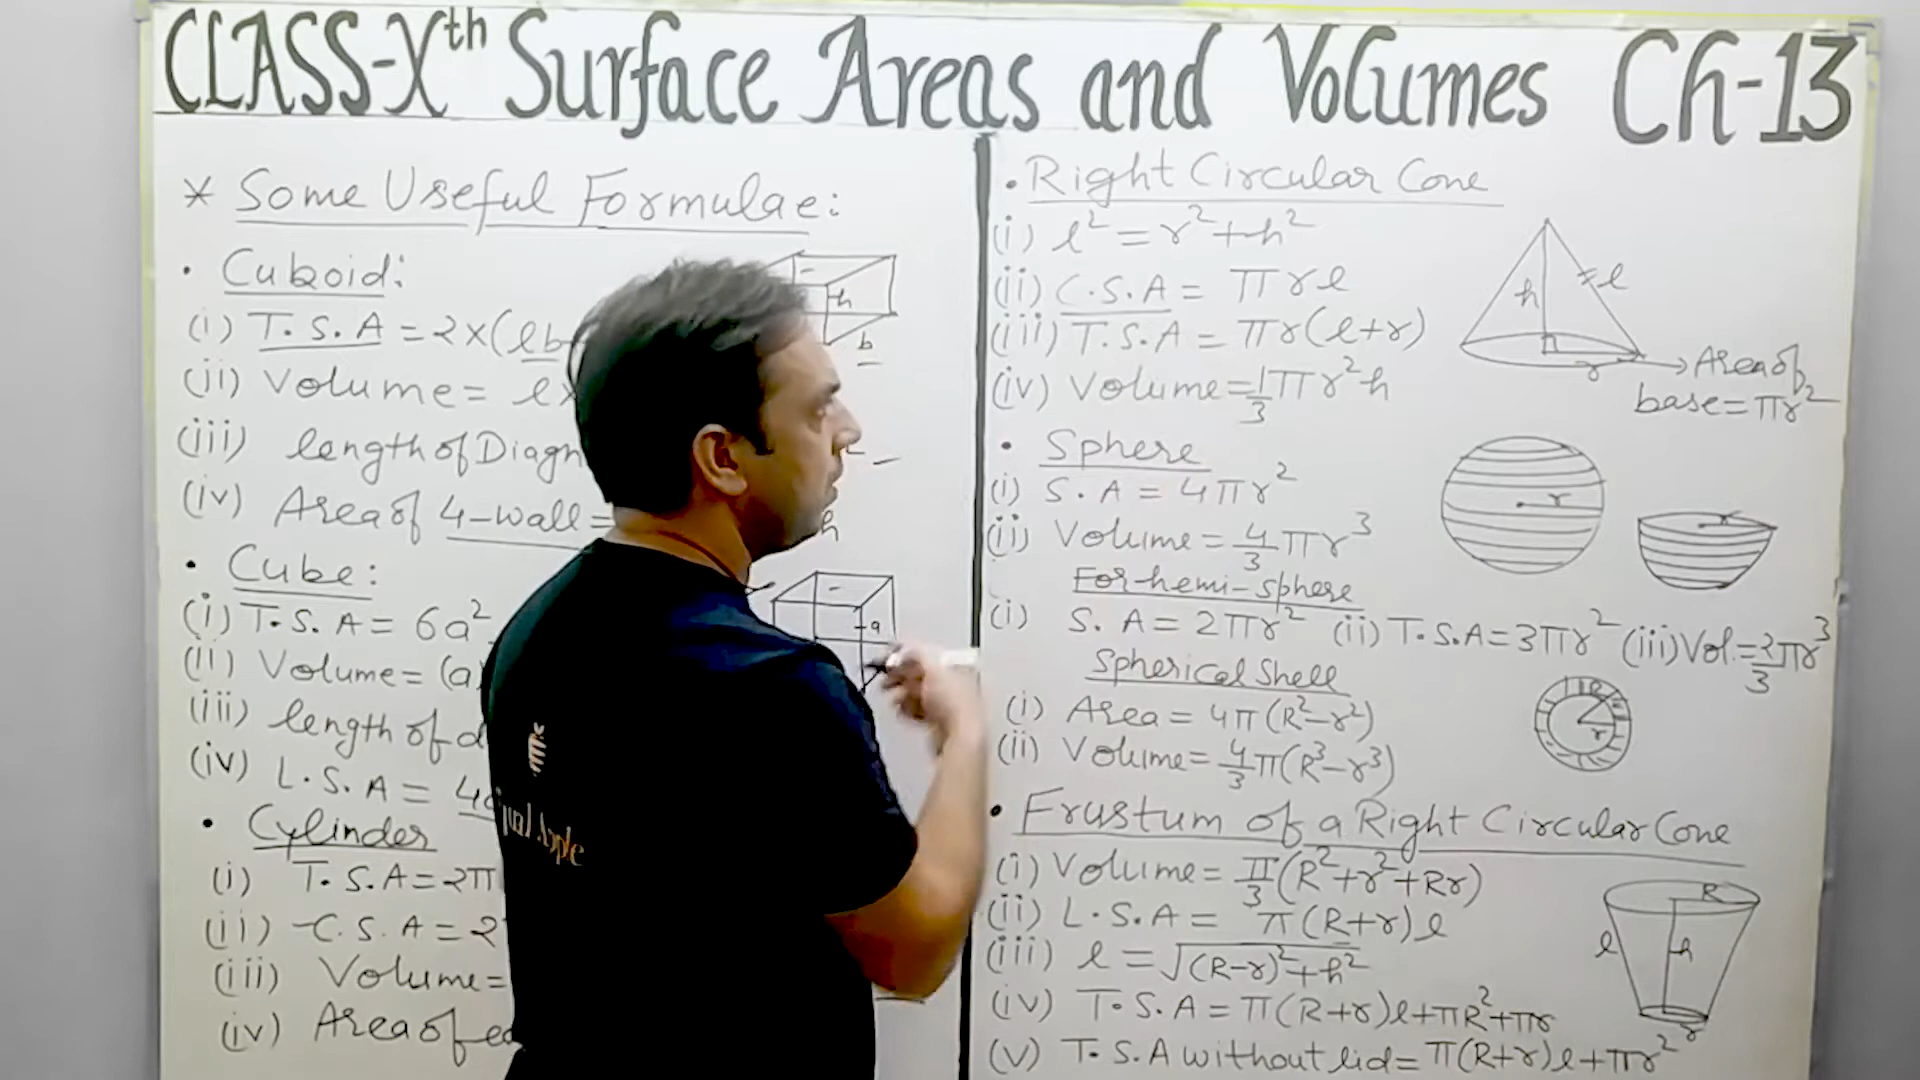 CLASS-Xth Surface Areas and Volumes Ch-13
* Some Useful Formulae:
• Cuboid:
(i) T.S.A = 2×(lb
(ii) Volume = l×
(iii) length of Diagn
(iv) Area of 4-wall =
h
b
h
• Cube:
(i) T.S.A = 6a²
(ii) Volume = (a)
(iii) length of d
(iv) L.S.A = 4a
a
• Cylinder
(i) T.S.A = 2π
(ii) C.S.A = 2
(iii) Volume =
(iv) Area of
• Right Circular Cone
(i) l² = r² + h²
(ii) C.S.A = πrl
(iii) T.S.A = πr(l+r)
(iv) Volume = 1/3 πr²h
h
l
r
→ Area of
base = πr²
• Sphere
(i) S.A = 4πr²
(ii) Volume = 4/3 πr³
r
r
For hemi-sphere
(i) S.A = 2πr² (ii) T.S.A = 3πr² (iii) Vol. = 2/3 πr³
Spherical Shell
(i) Area = 4π(R²-r²)
(ii) Volume = 4/3 π(R³-r³)
R
r
• Frustum of a Right Circular Cone
(i) Volume = π/3 (R²+r²+Rr)
(ii) L.S.A = π(R+r)l
(iii) l = √(R-r)²+h²
(iv) T.S.A = π(R+r)l+πR²+πr
(v) T.S.A without lid = π(R+r)l+πr²
R
l
h
r
Apple